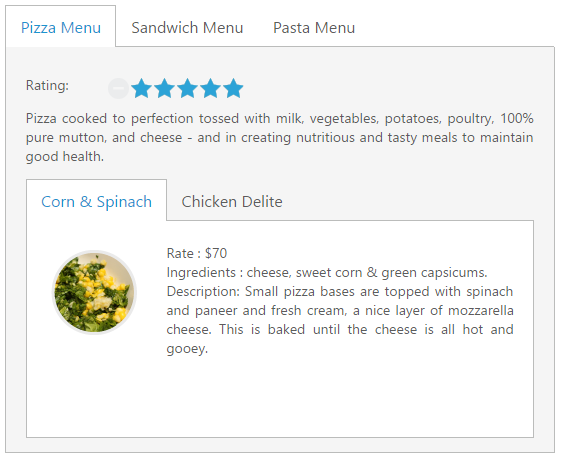 Pizza Menu Sandwich Menu Pasta Menu
Rating:
Pizza cooked to perfection tossed with milk, vegetables, potatoes, poultry, 100%
pure mutton, and cheese - and in creating nutritious and tasty meals to maintain
good health.
Corn & Spinach Chicken Delite
Rate : $70
Ingredients : cheese, sweet corn & green capsicums.
Description: Small pizza bases are topped with spinach
and paneer and fresh cream, a nice layer of mozzarella
cheese. This is baked until the cheese is all hot and
gooey.